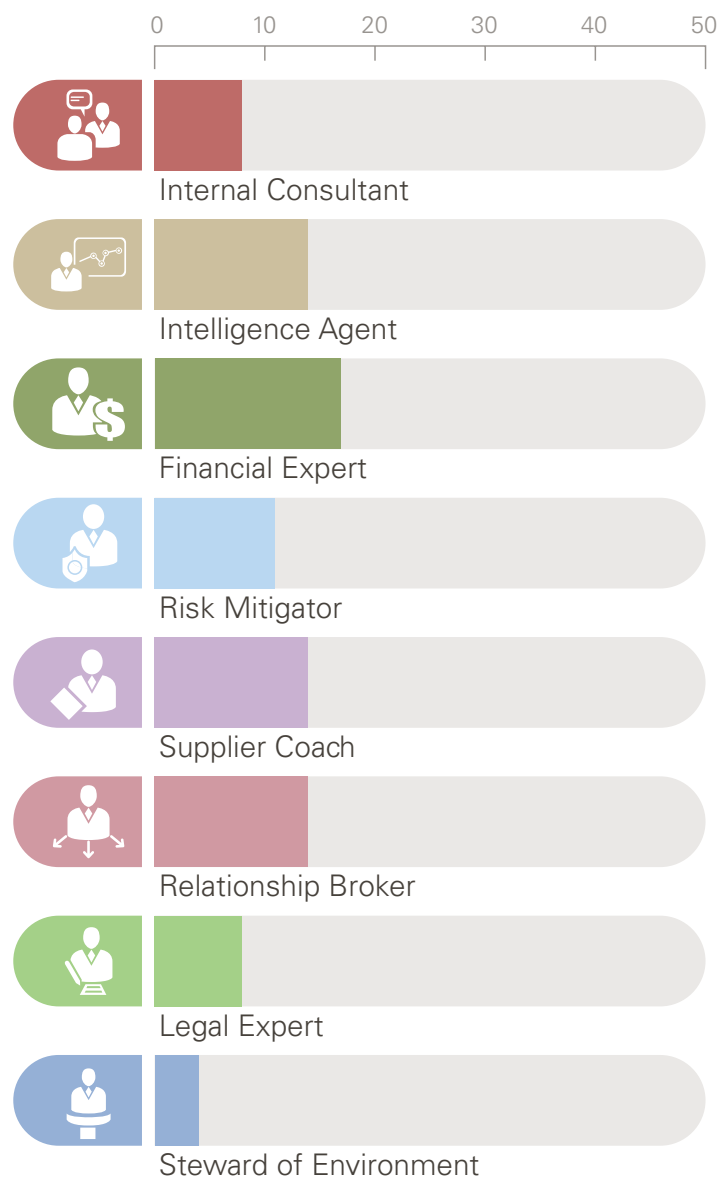 0 10 20 30 40 50
Internal Consultant
Intelligence Agent
Financial Expert
$
Risk Mitigator
Supplier Coach
Relationship Broker
Legal Expert
Steward of Environment